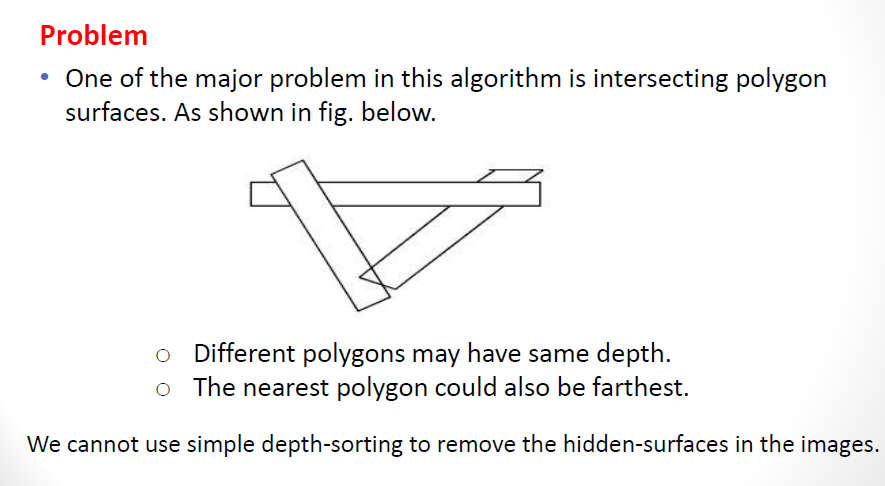 Problem
• One of the major problem in this algorithm is intersecting polygon
surfaces. As shown in fig. below.
○ Different polygons may have same depth.
○ The nearest polygon could also be farthest.
We cannot use simple depth-sorting to remove the hidden-surfaces in the images.